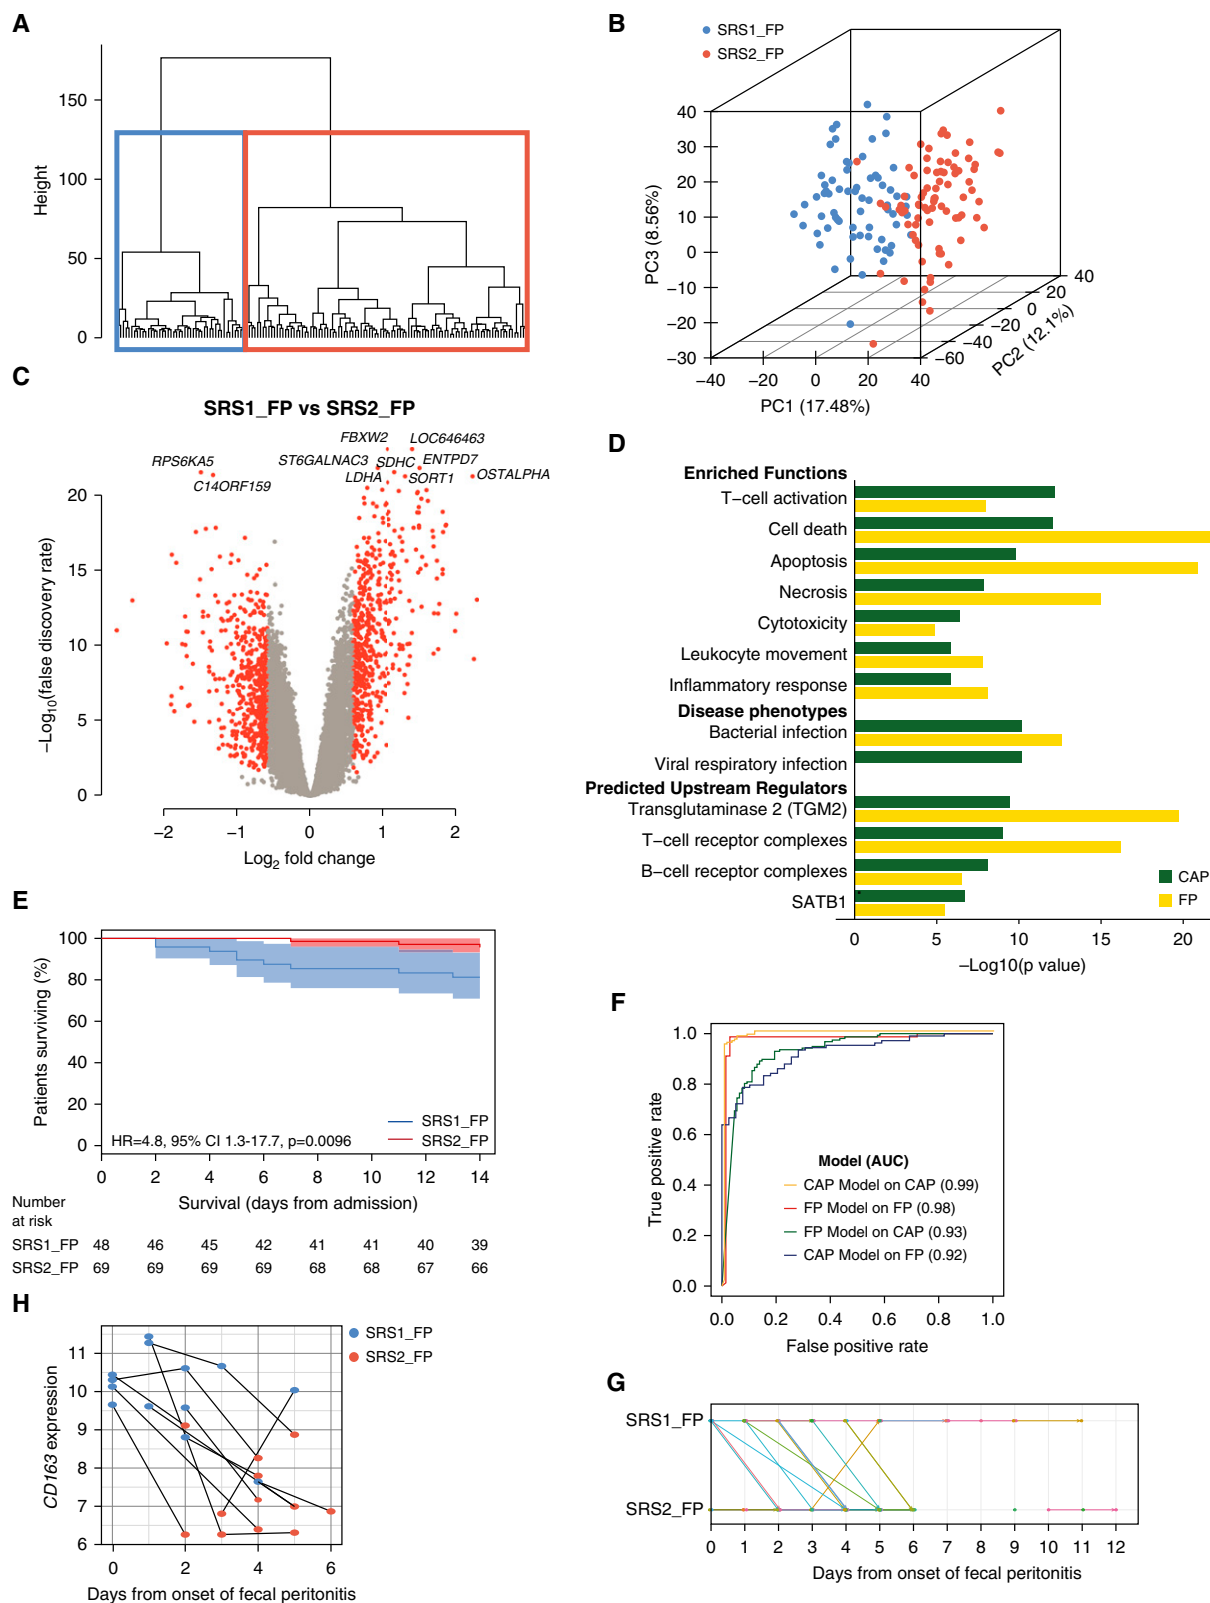 A
Height
150
100
50
0
B
SRS1_FP
SRS2_FP
PC3 (8.56%)
40
30
20
10
0
−10
−20
−30
−40 −20 0 20 40
PC1 (17.48%)
−60
−40
−20
0
20
40
PC2 (12.1%)
C
SRS1_FP vs SRS2_FP
FBXW2 LOC646463
RPS6KA5 ST6GALNAC3 SDHC ENTPD7
C14ORF159 LDHA SORT1 OSTALPHA
−Log10(false discovery rate)
20
15
10
5
0
−2 −1 0 1 2
Log2 fold change
D
Enriched Functions
T−cell activation
Cell death
Apoptosis
Necrosis
Cytotoxicity
Leukocyte movement
Inflammatory response
Disease phenotypes
Bacterial infection
Viral respiratory infection
Predicted Upstream Regulators
Transglutaminase 2 (TGM2)
T−cell receptor complexes
B−cell receptor complexes
SATB1
CAP
FP
0 5 10 15 20
−Log10(p value)
E
Patients surviving (%)
100
80
60
40
20
0
SRS1_FP
SRS2_FP
HR=4.8, 95% CI 1.3-17.7, p=0.0096
0 2 4 6 8 10 12 14
Survival (days from admission)
Number
at risk
SRS1_FP 48 46 45 42 41 41 40 39
SRS2_FP 69 69 69 69 68 68 67 66
F
True positive rate
1.0
0.8
0.6
0.4
0.2
0.0
Model (AUC)
CAP Model on CAP (0.99)
FP Model on FP (0.98)
FP Model on CAP (0.93)
CAP Model on FP (0.92)
0.0 0.2 0.4 0.6 0.8 1.0
False positive rate
H
CD163 expression
11
10
9
8
7
6
SRS1_FP
SRS2_FP
0 2 4 6
Days from onset of fecal peritonitis
G
SRS1_FP
SRS2_FP
0 1 2 3 4 5 6 7 8 9 10 11 12
Days from onset of fecal peritonitis